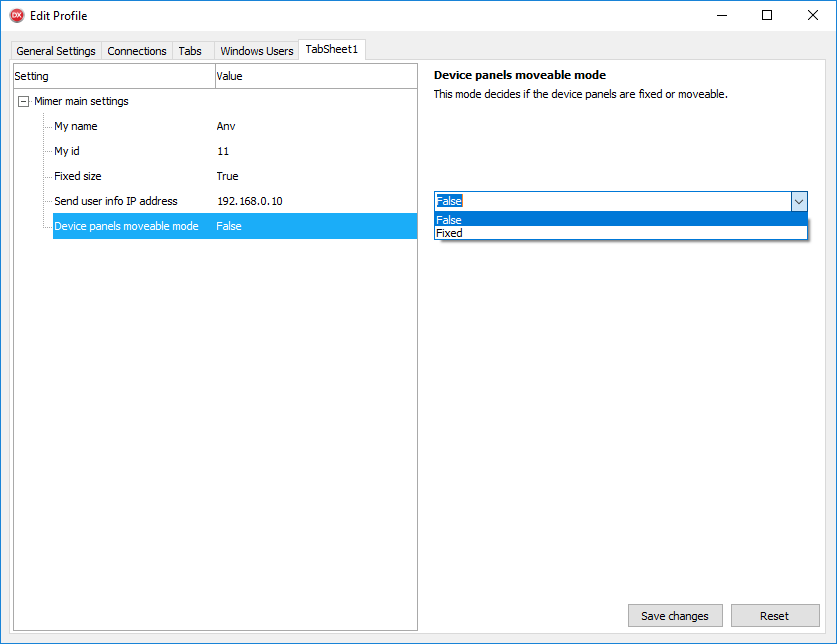 DX Edit Profile
General Settings Connections Tabs Windows Users TabSheet1
Setting Value
Mimer main settings
My name Anv
My id 11
Fixed size True
Send user info IP address 192.168.0.10
Device panels moveable mode False
Device panels moveable mode
This mode decides if the device panels are fixed or moveable.
False
False
Fixed
Save changes Reset